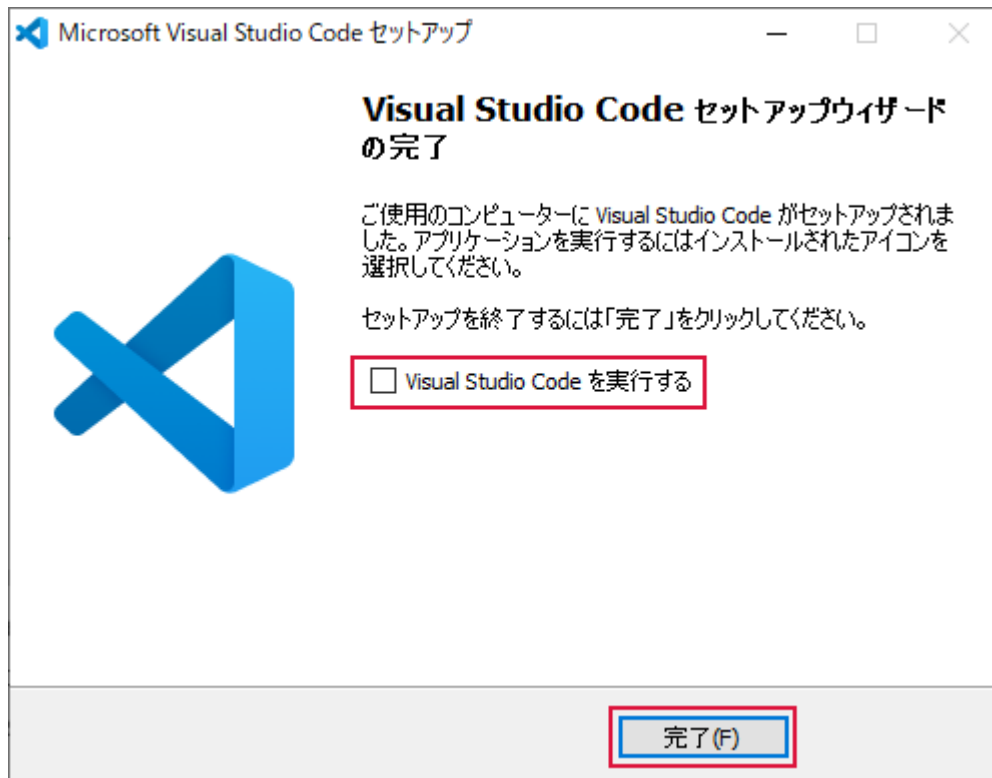 Microsoft Visual Studio Code セットアップ
Visual Studio Code セットアップウィザード
の完了
ご使用のコンピューターに Visual Studio Code がセットアップされま
した。アプリケーションを実行するにはインストールされたアイコンを
選択してください。
セットアップを終了するには「完了」をクリックしてください。
Visual Studio Code を実行する
完了(F)